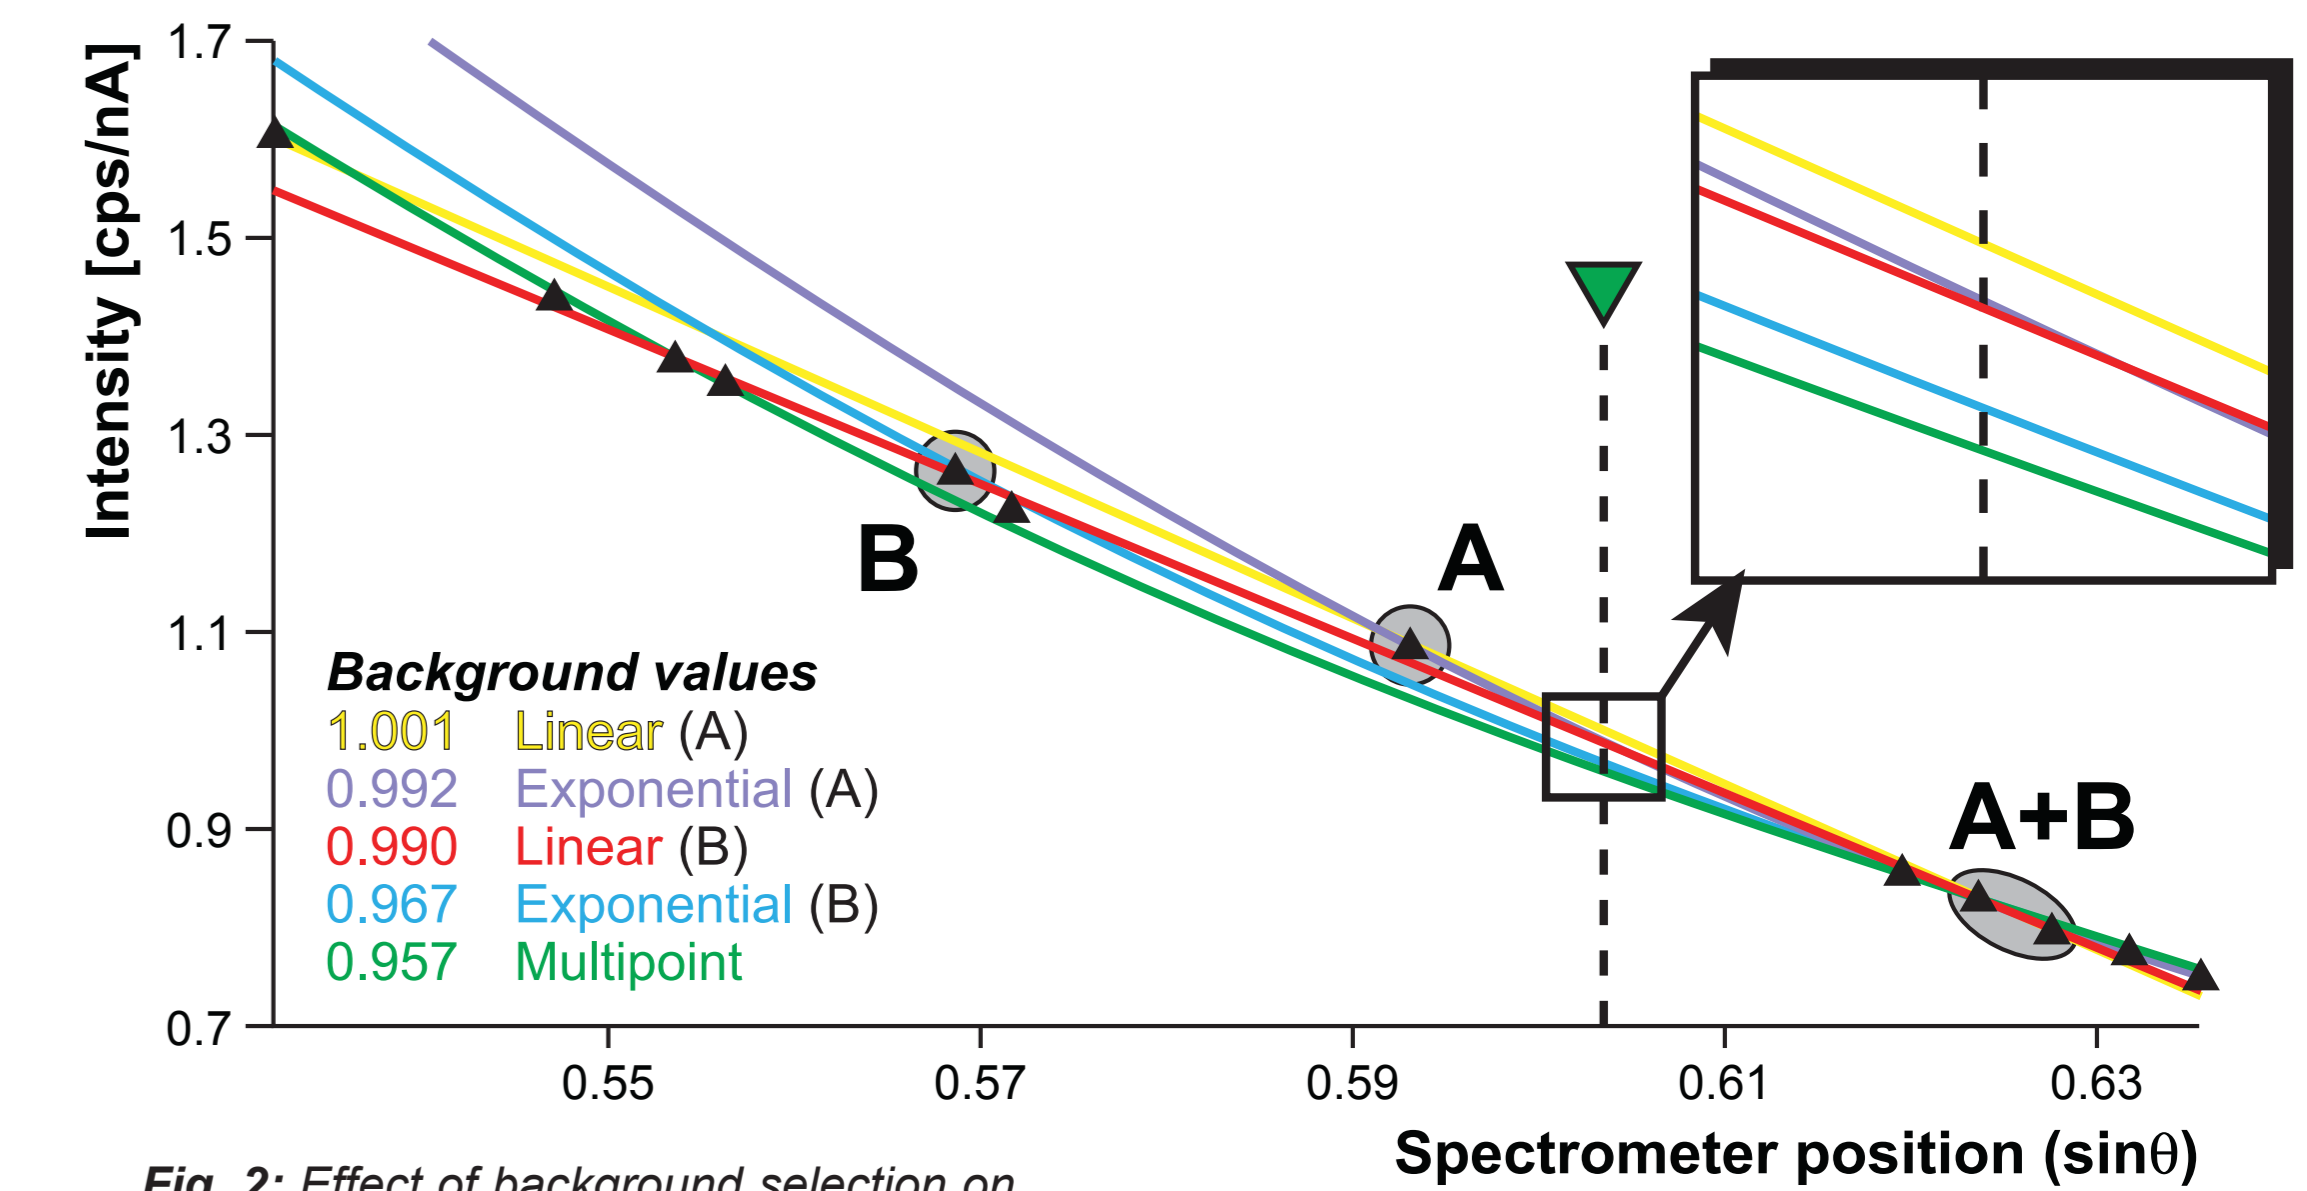 Intensity [cps/nA]
1.7
1.5
1.3
1.1
0.9
0.7
B
A
A+B
Background values
1.001 Linear (A)
0.992 Exponential (A)
0.990 Linear (B)
0.967 Exponential (B)
0.957 Multipoint
0.55 0.57 0.59 0.61 0.63
Spectrometer position (sinθ)
Fig. 2: Effect of background selection on